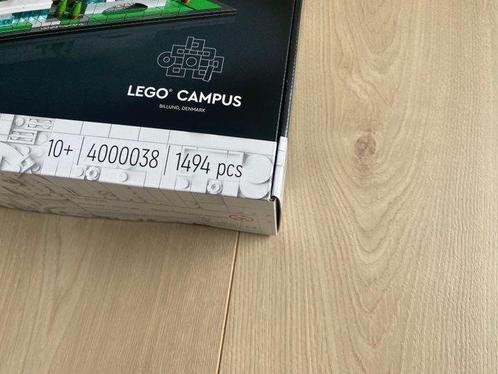 LEGO® CAMPUS
BILLUND, DENMARK
10+ 4000038 1494 pcs